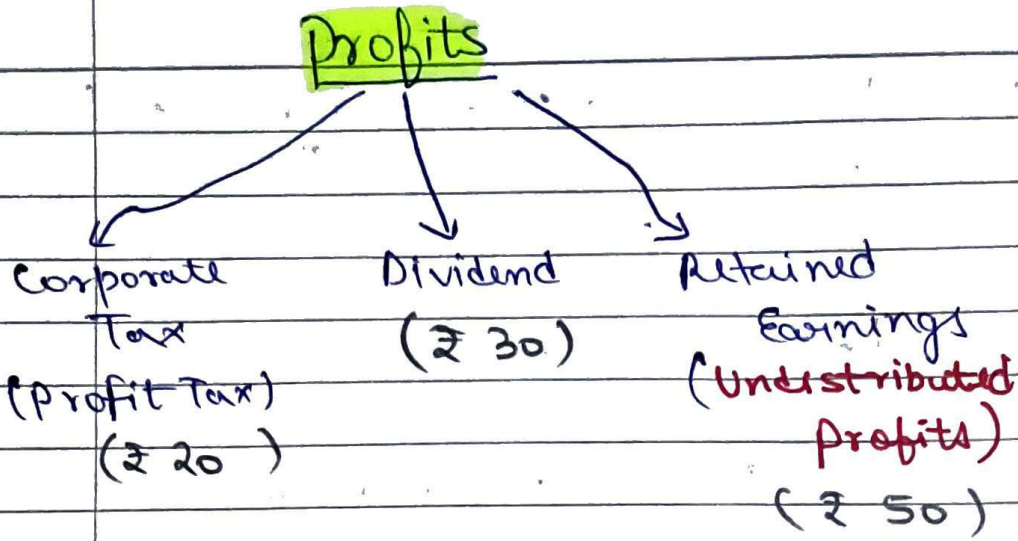 Profits
Corporate Dividend Retained
Tax (₹ 30) Earnings
(Profit Tax) (Undistributed
(₹ 20) Profits)
(₹ 50)